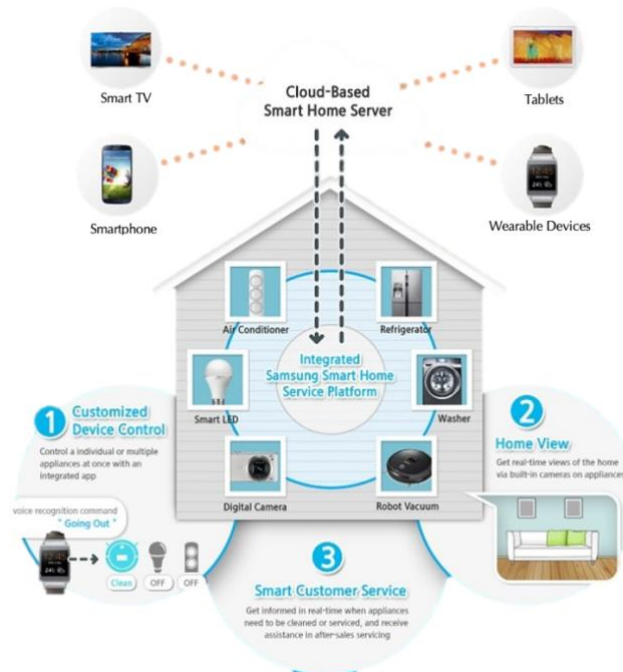 Smart TV
Cloud-Based
Smart Home Server
Tablets
Smartphone
Wearable Devices
Air Conditioner
Refrigerator
Integrated
Samsung Smart Home
Service Platform
Smart LED
Washer
Digital Camera
Robot Vacuum
1 Customized
Device Control
Control a individual or multiple
appliances at once with an
integrated app
voice recognition command
" Going Out "
Clean
OFF
OFF
2
Home View
Get real-time views of the home
via built-in cameras on appliances
3
Smart Customer Service
Get informed in real-time when appliances
need to be cleaned or serviced, and receive
assistance in after-sales servicing